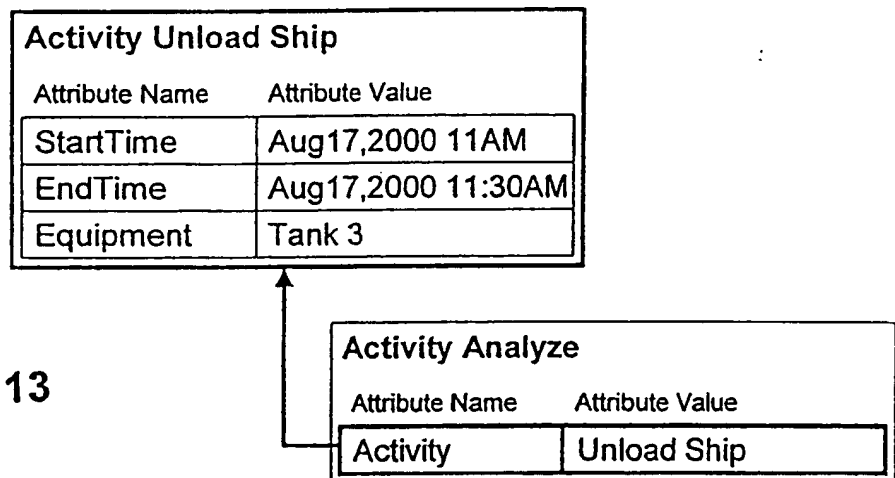 Activity Unload Ship
Attribute Name Attribute Value
StartTime Aug17,2000 11AM
EndTime Aug17,2000 11:30AM
Equipment Tank 3
13
Activity Analyze
Attribute Name Attribute Value
Activity Unload Ship